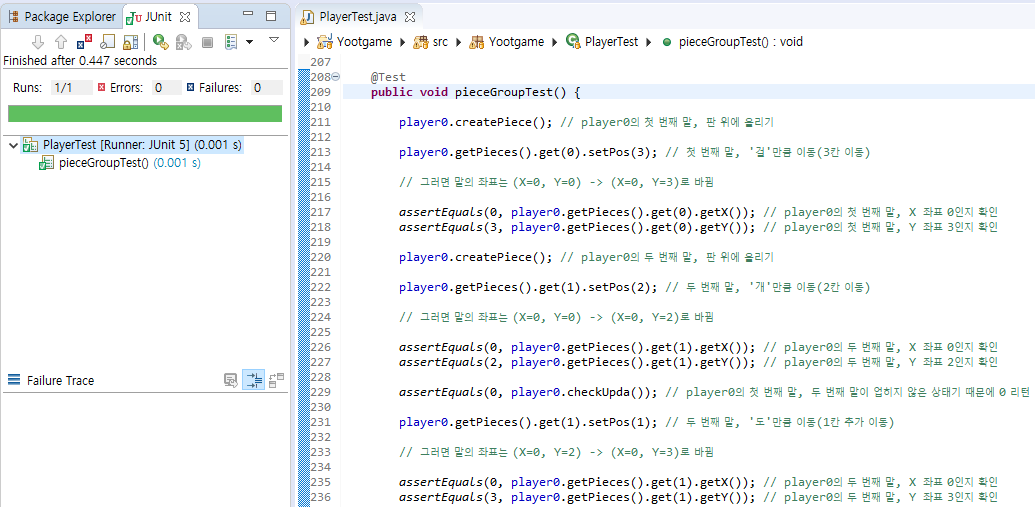 Package Explorer JUnit
Finished after 0.447 seconds
Runs: 1/1 Errors: 0 Failures: 0
PlayerTest [Runner: JUnit 5] (0.001 s)
pieceGroupTest() (0.001 s)
Failure Trace
PlayerTest.java
Yootgame src Yootgame PlayerTest pieceGroupTest() : void
207
208 @Test
209 public void pieceGroupTest() {
210
211 player0.createPiece(); // player0의 첫 번째 말, 판 위에 올리기
212
213 player0.getPieces().get(0).setPos(3); // 첫 번째 말, '걸'만큼 이동(3칸 이동)
214
215 // 그러면 말의 좌표는 (X=0, Y=0) -> (X=0, Y=3)로 바뀜
216
217 assertEquals(0, player0.getPieces().get(0).getX()); // player0의 첫 번째 말, X 좌표 0인지 확인
218 assertEquals(3, player0.getPieces().get(0).getY()); // player0의 첫 번째 말, Y 좌표 3인지 확인
219
220 player0.createPiece(); // player0의 두 번째 말, 판 위에 올리기
221
222 player0.getPieces().get(1).setPos(2); // 두 번째 말, '개'만큼 이동(2칸 이동)
223
224 // 그러면 말의 좌표는 (X=0, Y=0) -> (X=0, Y=2)로 바뀜
225
226 assertEquals(0, player0.getPieces().get(1).getX()); // player0의 두 번째 말, X 좌표 0인지 확인
227 assertEquals(2, player0.getPieces().get(1).getY()); // player0의 두 번째 말, Y 좌표 2인지 확인
228
229 assertEquals(0, player0.checkUpda()); // player0의 첫 번째 말, 두 번째 말이 업히지 않은 상태기 때문에 0 리턴
230
231 player0.getPieces().get(1).setPos(1); // 두 번째 말, '도'만큼 이동(1칸 추가 이동)
232
233 // 그러면 말의 좌표는 (X=0, Y=2) -> (X=0, Y=3)로 바뀜
234
235 assertEquals(0, player0.getPieces().get(1).getX()); // player0의 두 번째 말, X 좌표 0인지 확인
236 assertEquals(3, player0.getPieces().get(1).getY()); // player0의 두 번째 말, Y 좌표 3인지 확인